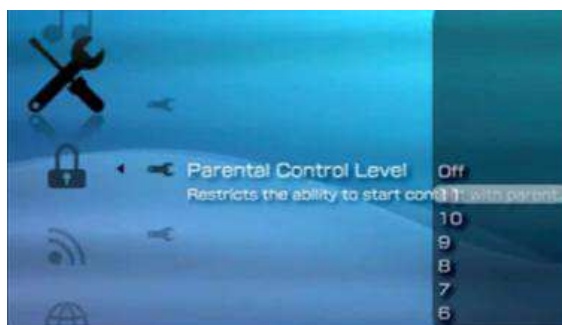 Parental Control Level
Restricts the ability to start con with parent
Off
11
10
9
8
7
6